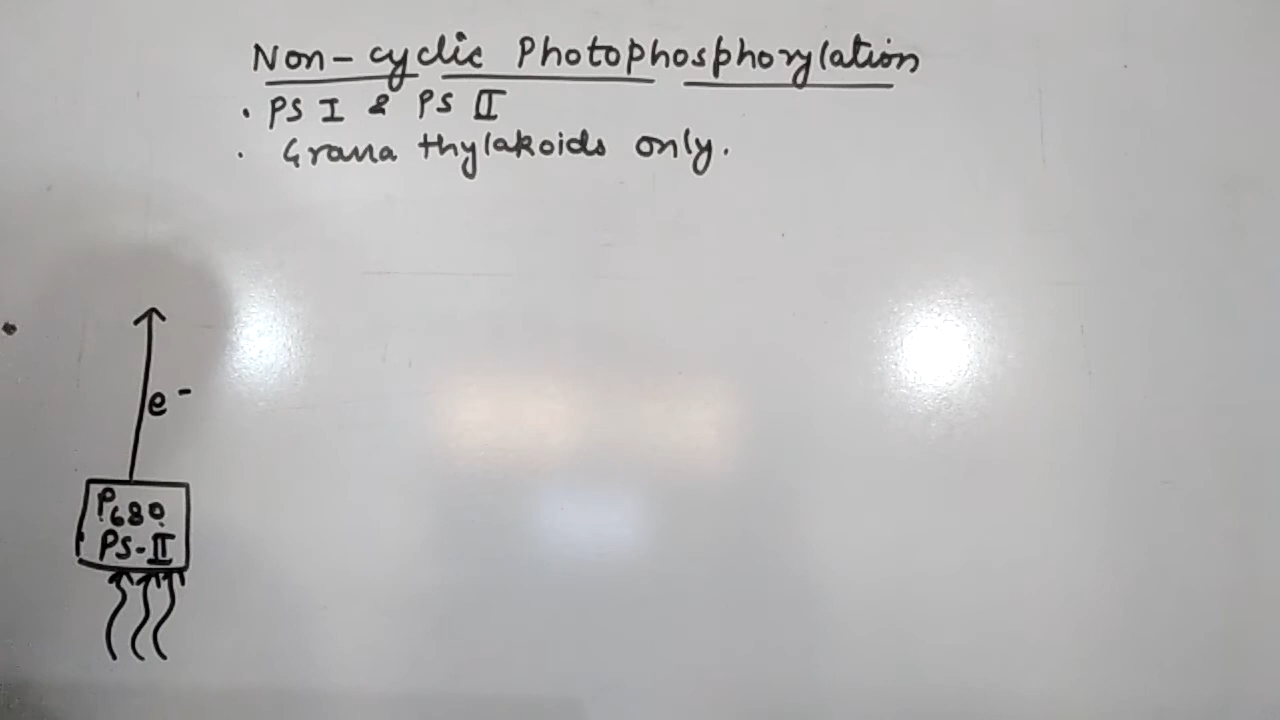 Non-cyclic Photophosphorylation
. PS I & PS II
. Grana thylakoids only.
e-
P680
PS-II